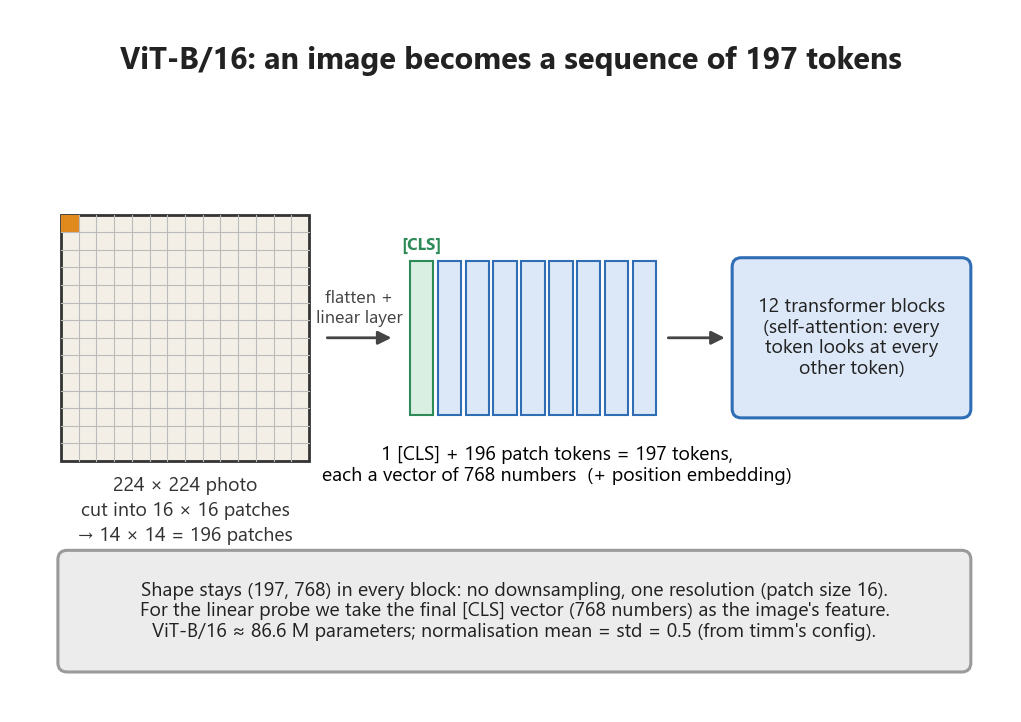 ViT-B/16: an image becomes a sequence of 197 tokens
[CLS]
flatten +
linear layer
12 transformer blocks
(self-attention: every
token looks at every
other token)
1 [CLS] + 196 patch tokens = 197 tokens,
each a vector of 768 numbers  (+ position embedding)
224 × 224 photo
cut into 16 × 16 patches
→ 14 × 14 = 196 patches
Shape stays (197, 768) in every block: no downsampling, one resolution (patch size 16).
For the linear probe we take the final [CLS] vector (768 numbers) as the image's feature.
ViT-B/16 ≈ 86.6 M parameters; normalisation mean = std = 0.5 (from timm's config).